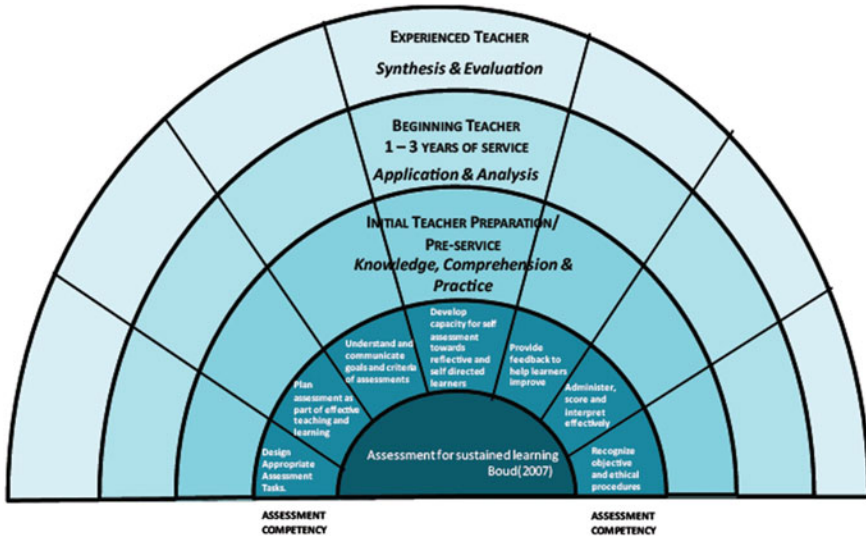 EXPERIENCED TEACHER
Synthesis & Evaluation
BEGINNING TEACHER
1 – 3 YEARS OF SERVICE
Application & Analysis
INITIAL TEACHER PREPARATION/
PRE-SERVICE
Knowledge, Comprehension &
Practice
Design
Appropriate
Assessment
Tasks.
Plan
assessment as
part of effective
teaching and
learning
Understand and
communicate
goals and criteria
of assessments
Develop
capacity for self
assessment
towards
reflective and
self directed
learners
Provide
feedback to
help learners
improve
Administer,
score and
interpret
effectively
Recognize
objective
and ethical
procedures
Assessment for sustained learning
Boud(2007)
ASSESSMENT
COMPETENCY
ASSESSMENT
COMPETENCY